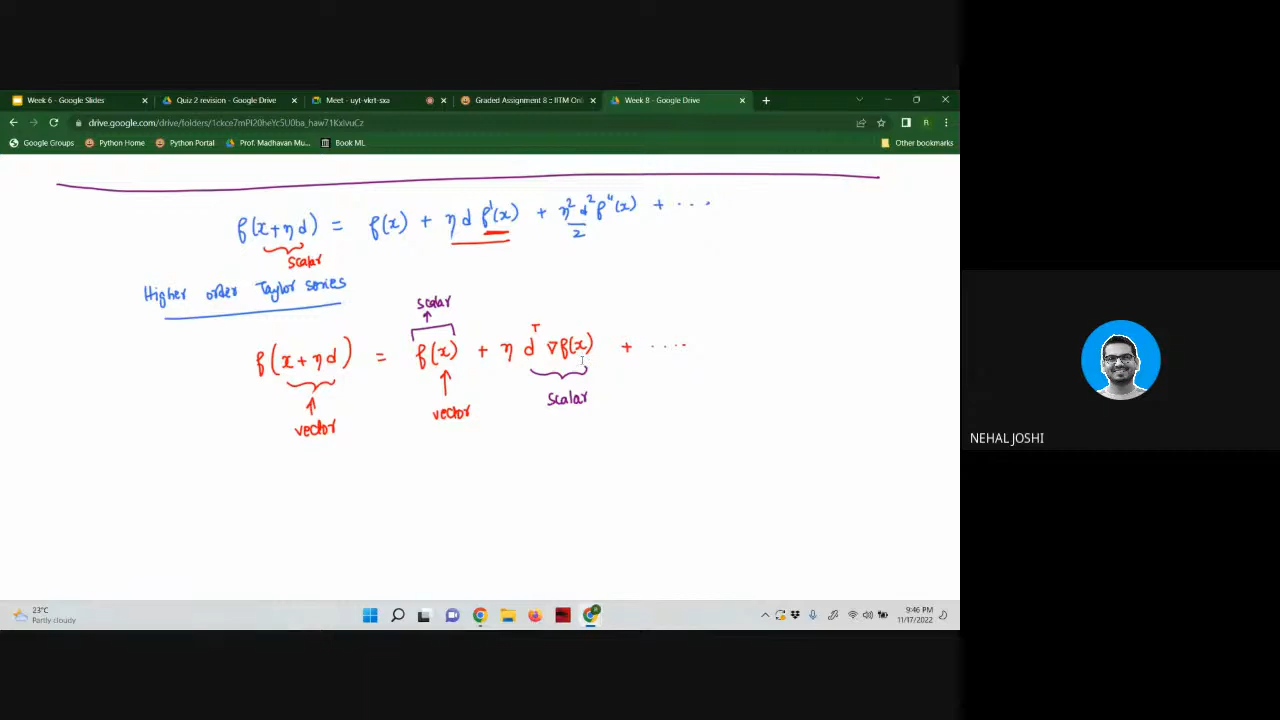 Week 6 - Google Slides
Quiz 2 revision - Google Drive
Meet - uyt-vkrt-sxa
Graded Assignment 8 :: IITM Onl
Week 8 - Google Drive
Google Groups
Python Home
Python Portal
Prof. Madhavan Mu...
Book ML
Other bookmarks
f(x+ηd) = f(x) + η d f'(x) + η²d²/2 f''(x) + ...
scalar
Higher order Taylor series
scalar
f(x+ηd) = f(x) + η dᵀ ∇f(x) + ....
scalar
vector
vector
NEHAL JOSHI
23°C
Partly cloudy
9:46 PM
11/17/2022